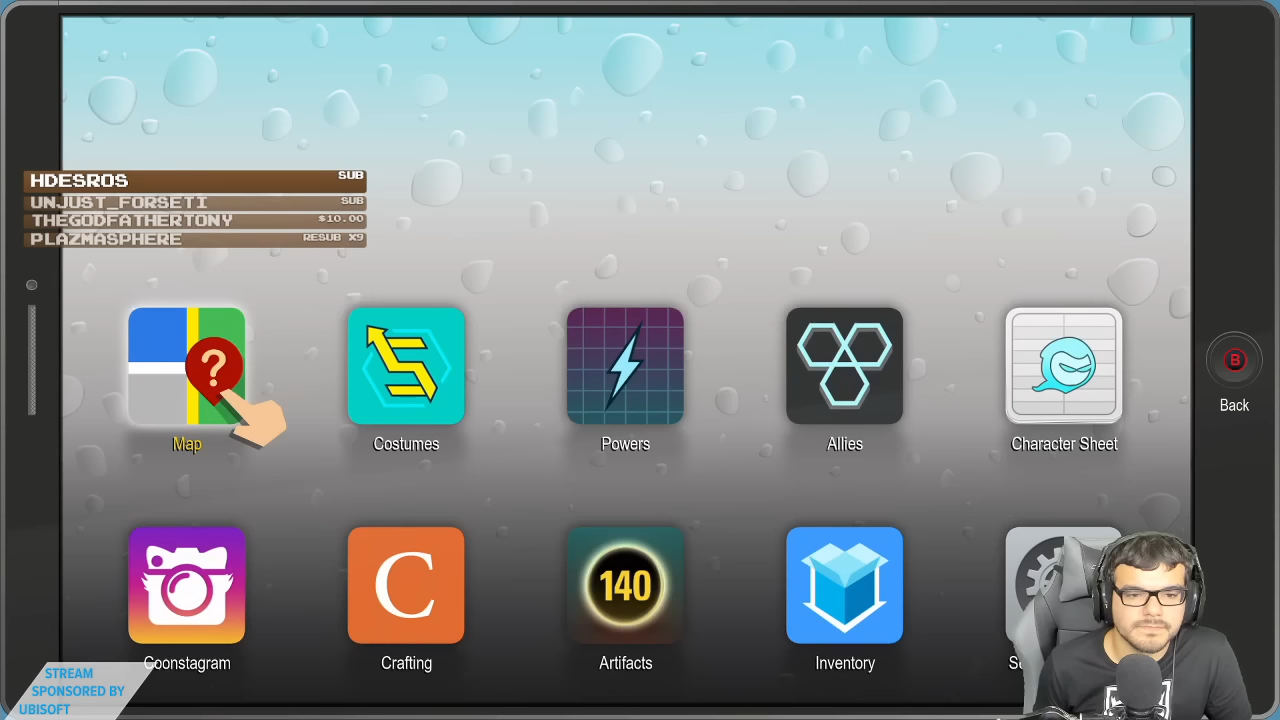 HDESROS SUB
UNJUST_FORSETI SUB
THEGODFATHERTONY $10.00
PLAZMASPHERE RESUB X9
?
B
Back
Map
Costumes
Powers
Allies
Character Sheet
C
140
Coonstagram
Crafting
Artifacts
Inventory
STREAM
SPONSORED BY
UBISOFT